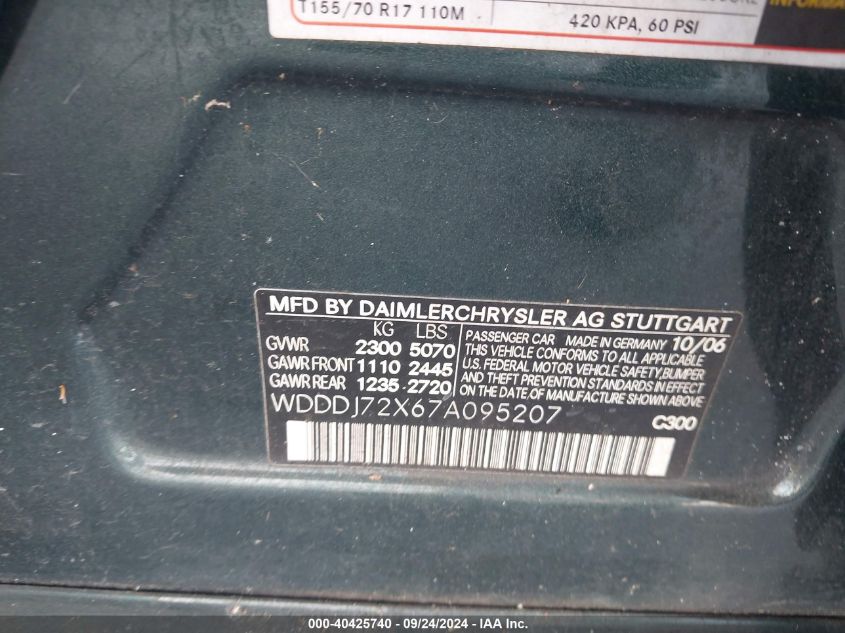 T155/70 R17 110M
420 KPA, 60 PSI
INFORMA
MFD BY DAIMLERCHRYSLER AG STUTTGART
KG LBS
GVWR 2300 5070
GAWR FRONT 1110 2445
GAWR REAR 1235 2720
PASSENGER CAR MADE IN GERMANY 10/06
THIS VEHICLE CONFORMS TO ALL APPLICABLE
U.S. FEDERAL MOTOR VEHICLE SAFETY, BUMPER
AND THEFT PREVENTION STANDARDS IN EFFECT
ON THE DATE OF MANUFACTURE SHOWN ABOVE.
WDDDJ72X67A095207
C300
000-40425740 - 09/24/2024 - IAA Inc.